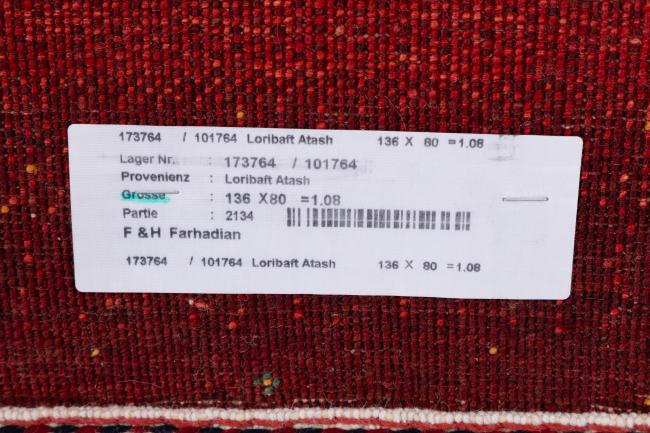 173764 / 101764 Loribaft Atash 136 X 80 =1.08
Lager Nr. : 173764 / 101764
Provenienz : Loribaft Atash
Grösse : 136 X80 =1.08
Partie : 2134
F & H Farhadian
173764 / 101764 Loribaft Atash 136 X 80 =1.08